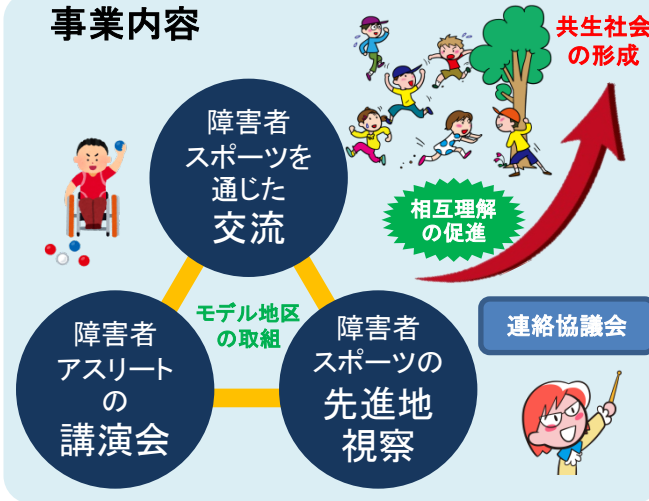 事業内容
共生社会
の形成
障害者
スポーツを
通じた
交流
相互理解
の促進
モデル地区
の取組
連絡協議会
障害者
アスリート
の
講演会
障害者
スポーツの
先進地
視察